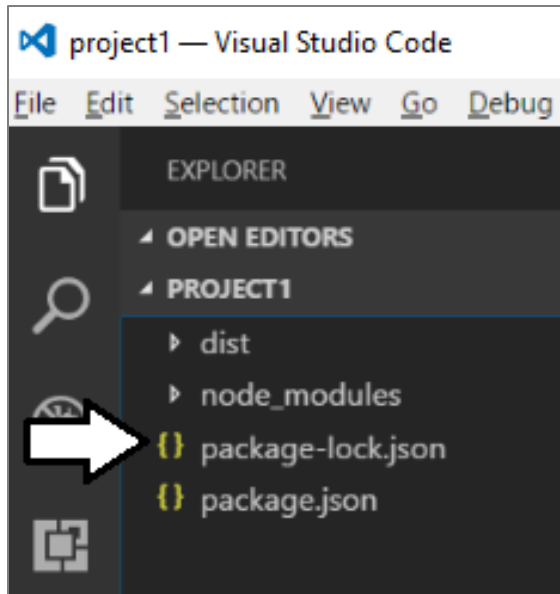 project1 — Visual Studio Code
File Edit Selection View Go Debug
EXPLORER
OPEN EDITORS
PROJECT1
dist
node_modules
{} package-lock.json
{} package.json